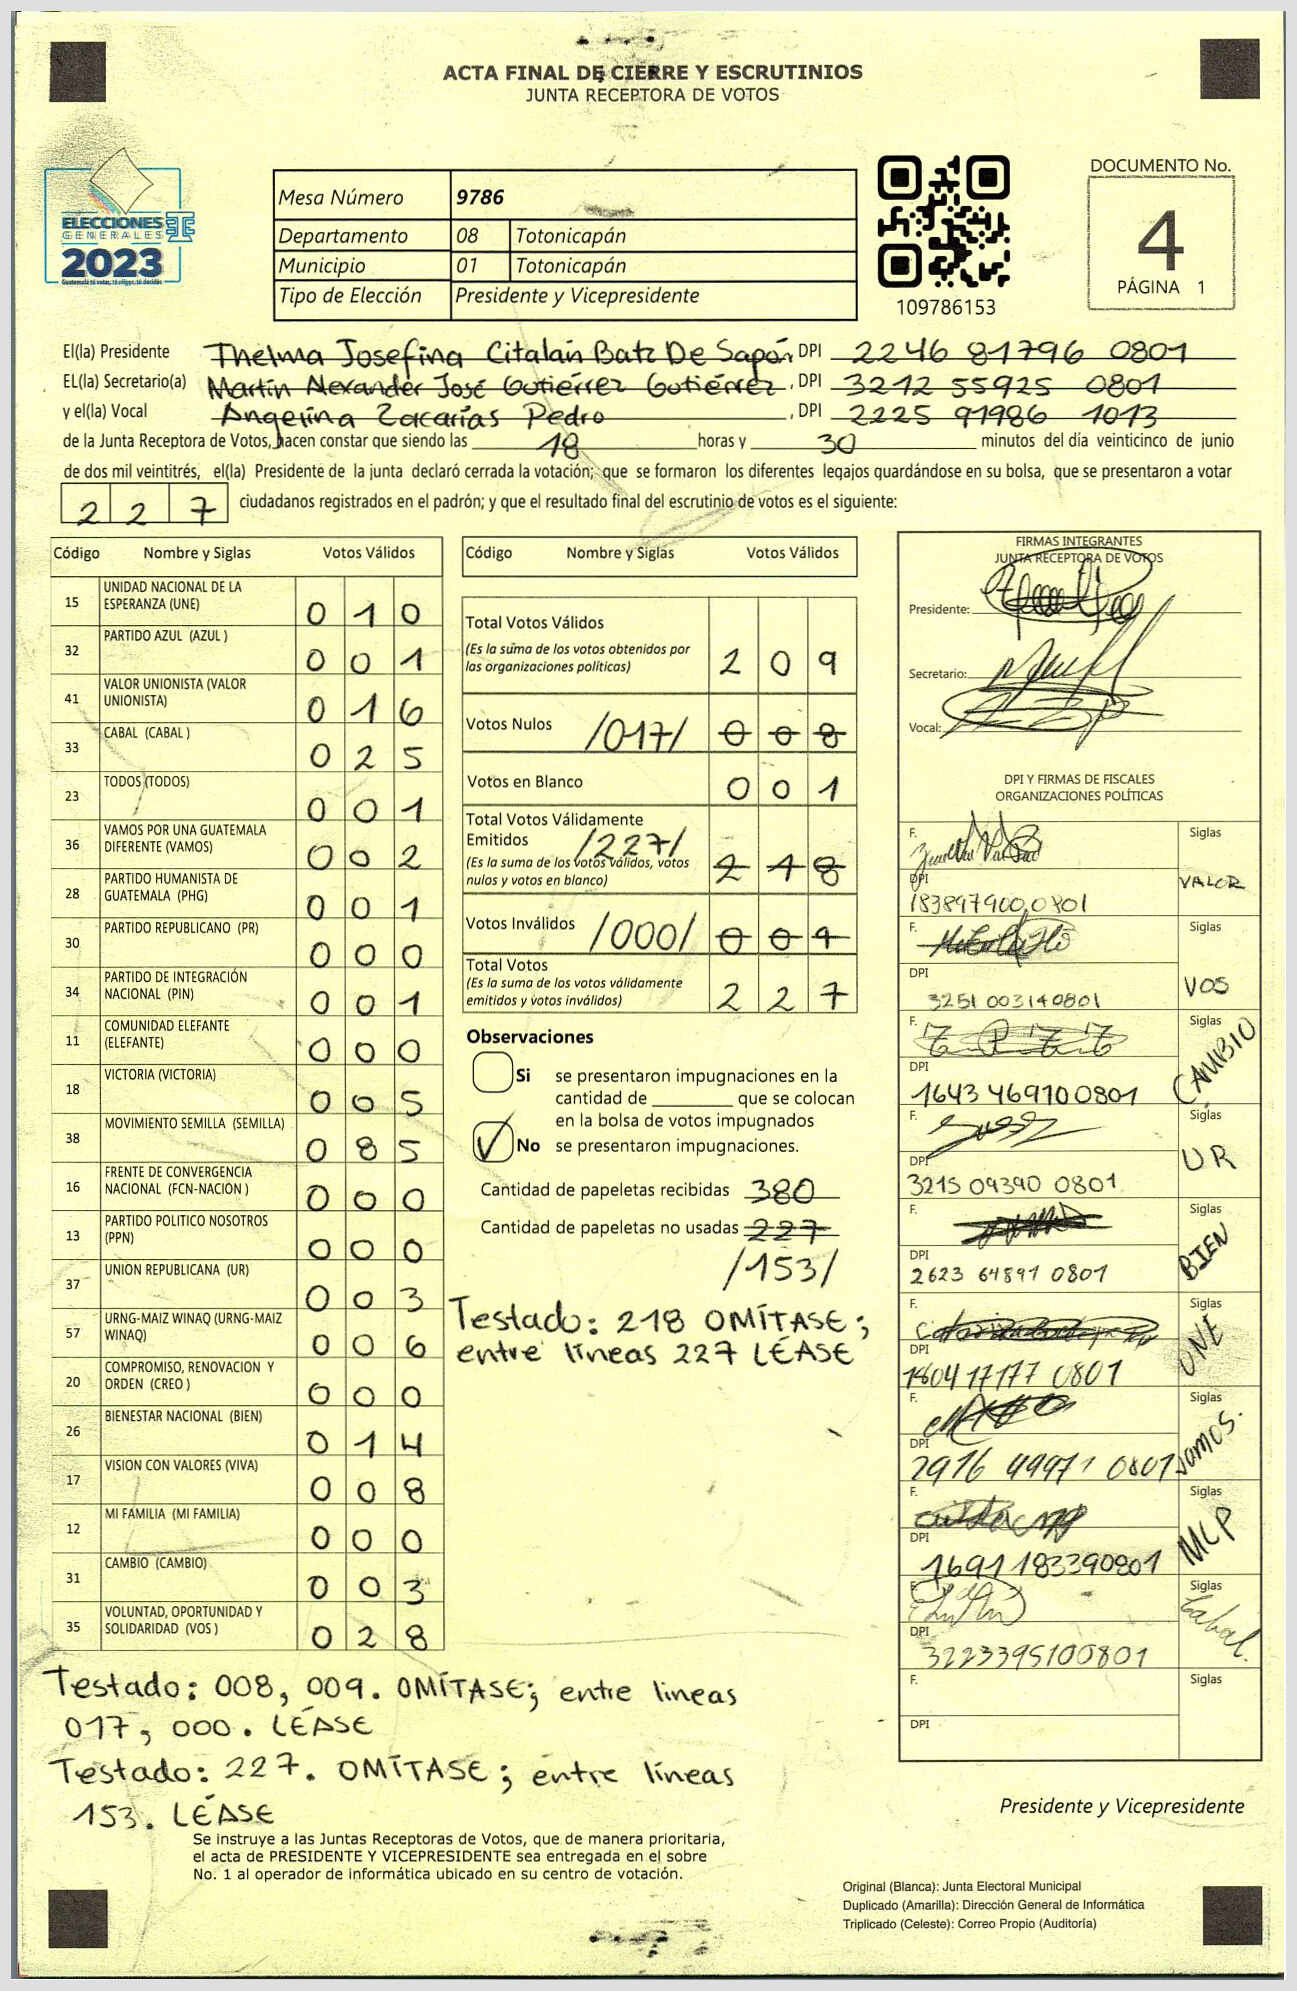 ACTA FINAL DE CIERRE Y ESCRUTINIOS
JUNTA RECEPTORA DE VOTOS
ELECCIONES
GENERALES
2023
Mesa Número 9786
Departamento 08 Totonicapán
Municipio 01 Totonicapán
Tipo de Elección Presidente y Vicepresidente
109786153
DOCUMENTO No.
4
PÁGINA 1
El(la) Presidente Thelma Josefina Citalán Batz De Sapón, DPI 2246 81796 0801
EL(la) Secretario(a) Martín Alexander José Gutiérrez Gutiérrez, DPI 3212 55925 0801
y el(la) Vocal Angelina Zacarías Pedro, DPI 2225 91986 1013
de la Junta Receptora de Votos, hacen constar que siendo las 18 horas y 30 minutos del día veinticinco de junio
de dos mil veintitrés, el(la) Presidente de la junta declaró cerrada la votación; que se formaron los diferentes legajos guardándose en su bolsa, que se presentaron a votar
227 ciudadanos registrados en el padrón; y que el resultado final del escrutinio de votos es el siguiente:
Código Nombre y Siglas Votos Válidos
15 UNIDAD NACIONAL DE LA
ESPERANZA (UNE) 0 1 0
32 PARTIDO AZUL (AZUL ) 0 0 1
41 VALOR UNIONISTA (VALOR
UNIONISTA) 0 1 6
33 CABAL (CABAL ) 0 2 5
23 TODOS (TODOS) 0 0 1
36 VAMOS POR UNA GUATEMALA
DIFERENTE (VAMOS) 0 0 2
28 PARTIDO HUMANISTA DE
GUATEMALA (PHG) 0 0 1
30 PARTIDO REPUBLICANO (PR) 0 0 0
34 PARTIDO DE INTEGRACIÓN
NACIONAL (PIN) 0 0 1
11 COMUNIDAD ELEFANTE
(ELEFANTE) 0 0 0
18 VICTORIA (VICTORIA) 0 0 5
38 MOVIMIENTO SEMILLA (SEMILLA) 0 8 5
16 FRENTE DE CONVERGENCIA
NACIONAL (FCN-NACION ) 0 0 0
13 PARTIDO POLITICO NOSOTROS
(PPN) 0 0 0
37 UNION REPUBLICANA (UR) 0 0 3
57 URNG-MAIZ WINAQ (URNG-MAIZ
WINAQ) 0 0 6
20 COMPROMISO, RENOVACION Y
ORDEN (CREO ) 0 0 0
26 BIENESTAR NACIONAL (BIEN) 0 1 4
17 VISION CON VALORES (VIVA) 0 0 8
12 MI FAMILIA (MI FAMILIA) 0 0 0
31 CAMBIO (CAMBIO) 0 0 3
35 VOLUNTAD, OPORTUNIDAD Y
SOLIDARIDAD (VOS ) 0 2 8
Código Nombre y Siglas Votos Válidos
Total Votos Válidos
(Es la suma de los votos obtenidos por
las organizaciones políticas) 2 0 9
Votos Nulos /017/ 0 0 8
Votos en Blanco 0 0 1
Total Votos Válidamente
Emitidos /227/
(Es la suma de los votos válidos, votos
nulos y votos en blanco) 2 1 8
Votos Inválidos /000/ 0 0 9
Total Votos
(Es la suma de los votos válidamente
emitidos y votos inválidos) 2 2 7
Observaciones
Si se presentaron impugnaciones en la
cantidad de ________ que se colocan
en la bolsa de votos impugnados
No se presentaron impugnaciones.
Cantidad de papeletas recibidas 380
Cantidad de papeletas no usadas 227
/153/
Testado: 218 OMÍTASE;
entre líneas 227 LÉASE
FIRMAS INTEGRANTES
JUNTA RECEPTORA DE VOTOS
Presidente:
Secretario:
Vocal:
DPI Y FIRMAS DE FISCALES
ORGANIZACIONES POLÍTICAS
F. Siglas
DPI VALOR
F. Siglas
DPI VOS
3251 00314 0801
F. Siglas
DPI CAMBIO
1643 46910 0801
F. Siglas
DPI UR
3215 09390 0801
F. Siglas
DPI BIEN
2623 64891 0801
F. Siglas
DPI UNE
1804 17177 0801
F. Siglas
DPI Vamos.
F. Siglas
DPI MLP
1691 18339 0801
F. Siglas
DPI Cabal.
3223395100801
F. Siglas
DPI
Testado: 008, 009. OMÍTASE; entre lineas
017, 000. LÉASE
Testado: 227. OMÍTASE; entre líneas
153. LÉASE
Se instruye a las Juntas Receptoras de Votos, que de manera prioritaria,
el acta de PRESIDENTE Y VICEPRESIDENTE sea entregada en el sobre
No. 1 al operador de informática ubicado en su centro de votación.
Presidente y Vicepresidente
Original (Blanca): Junta Electoral Municipal
Duplicado (Amarilla): Dirección General de Informática
Triplicado (Celeste): Correo Propio (Auditoría)